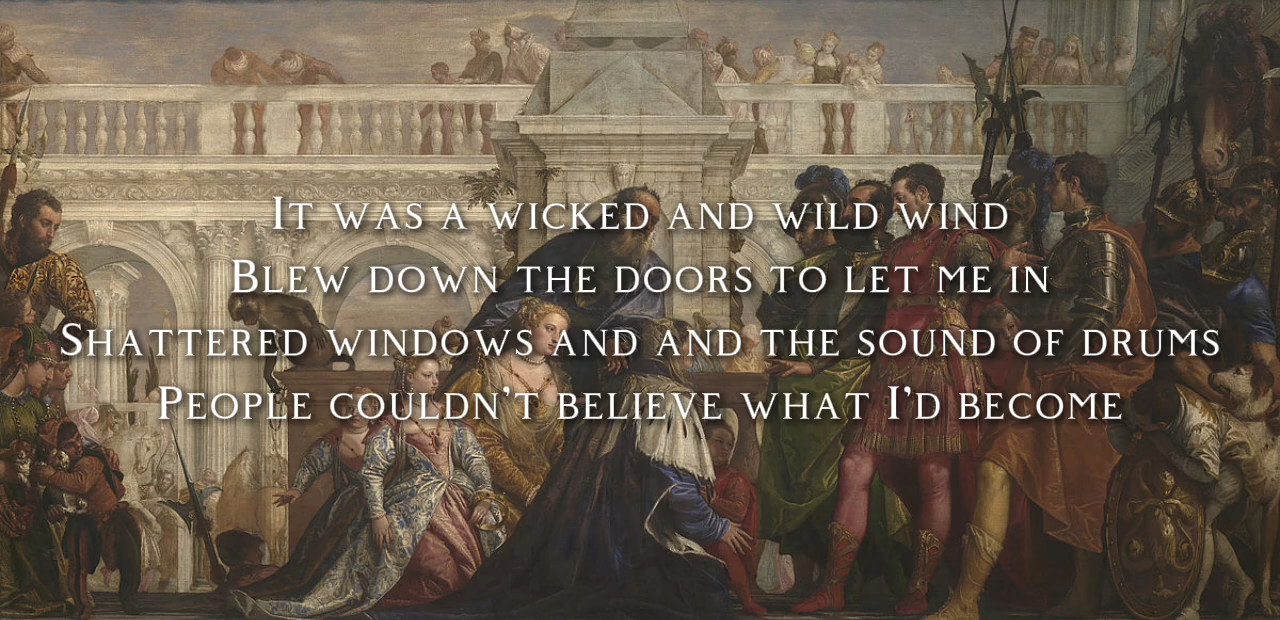 It was a wicked and wild wind
Blew down the doors to let me in
Shattered windows and and the sound of drums
People couldn't believe what I'd become